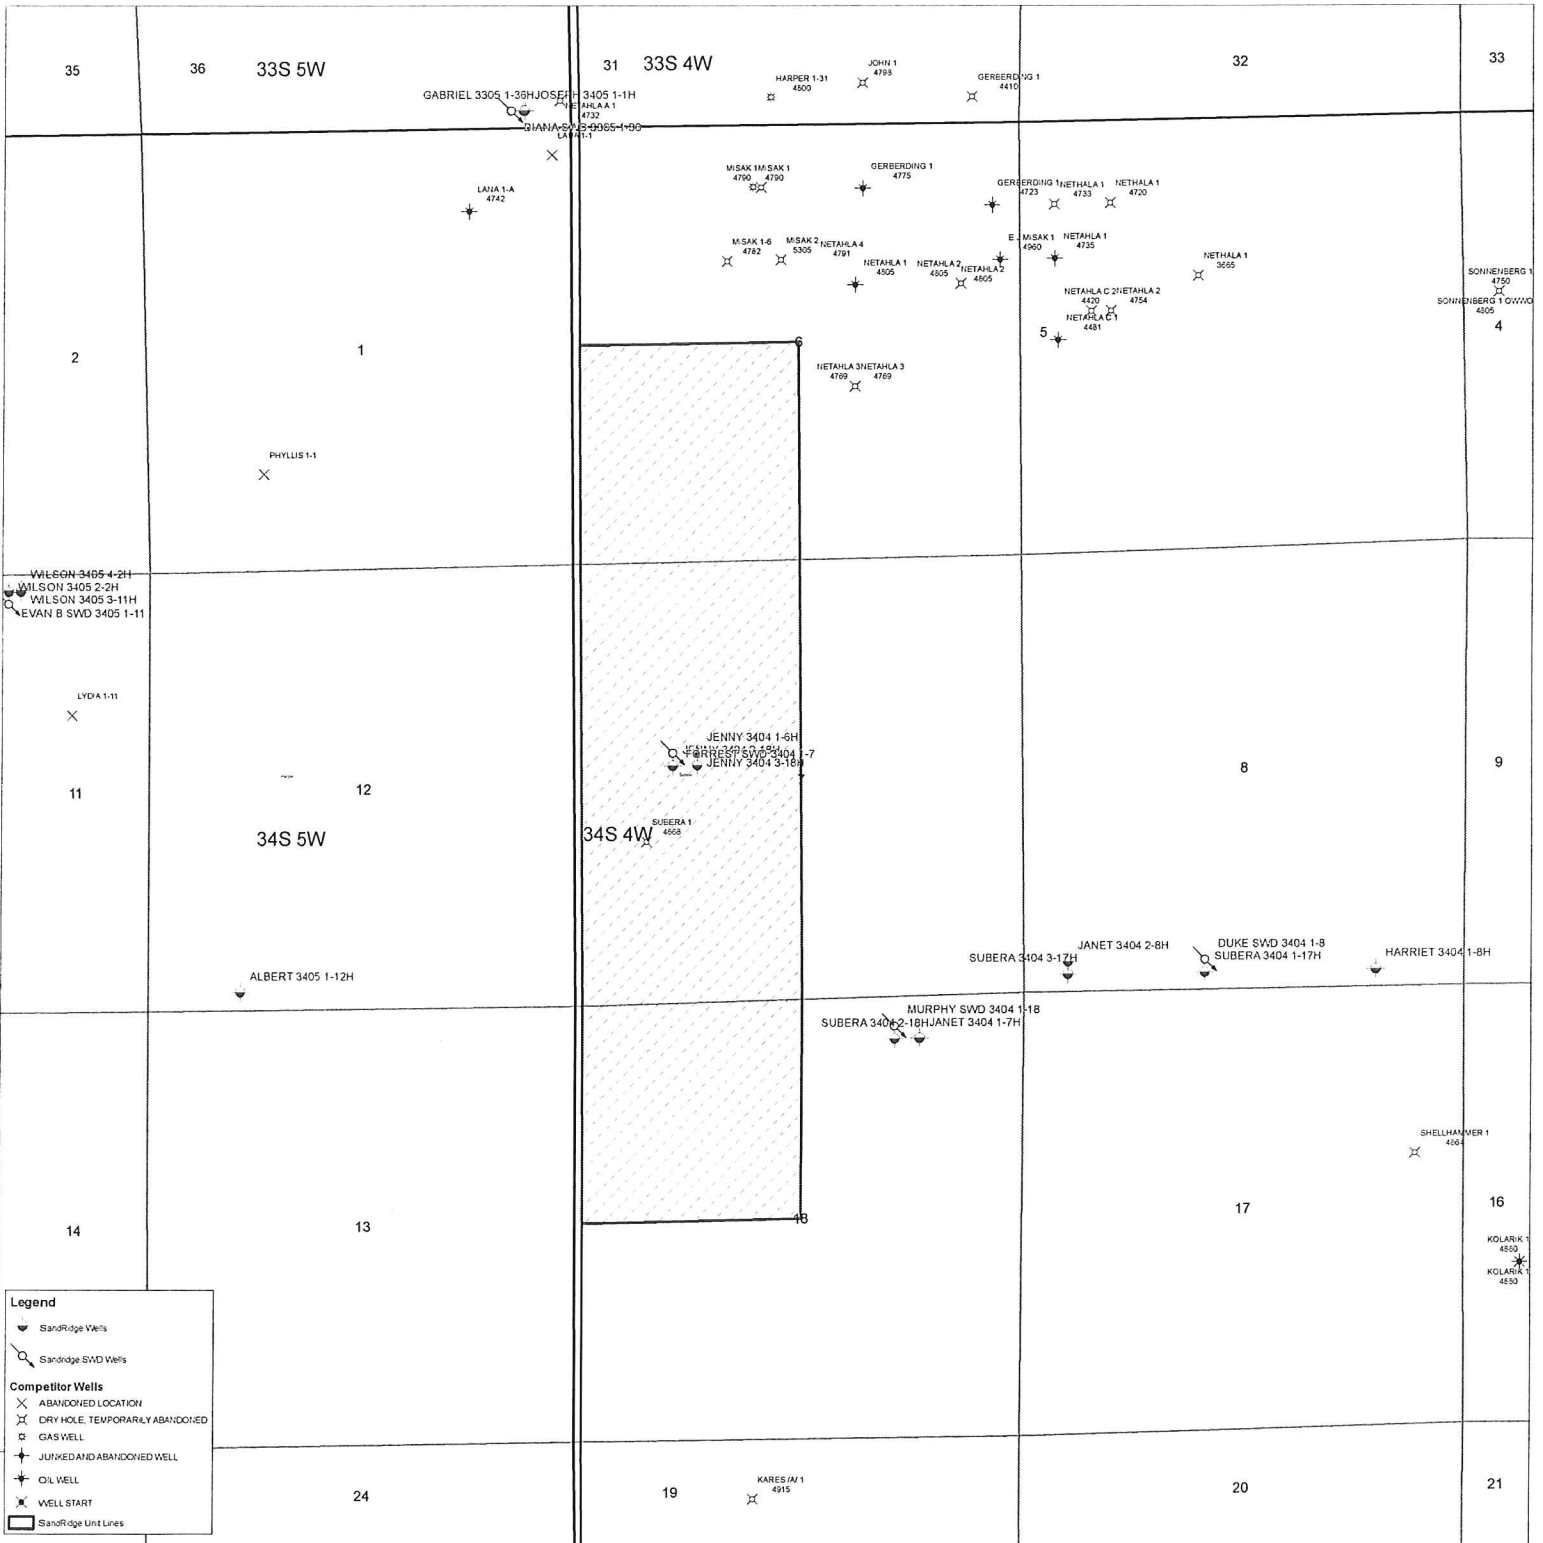 35
36
33S 5W
31
33S 4W
32
33
JOHN 1
4793
HARPER 1-31
4800
GERBERDING 1
4410
GABRIEL 3305 1-36HJOSEPH 3405 1-1H
NETAHLA A 1
4732
LANA 1-1
LANA 1-A
4742
MISAK 1MISAK 1
4790 4790
GERBERDING 1
4775
GERBERDING 1
4723
NETHALA 1
4733
NETHALA 1
4720
MISAK 1-6
4782
MISAK 2
5305
NETAHLA 4
4791
NETAHLA 1
4805
NETAHLA 2
4805
NETAHLA 2
4805
MISAK 1
4960
NETAHLA 1
4735
NETHALA 1
3665
NETAHLA C 2
4420
NETAHLA 2
4754
NETAHLA C 1
4481
5
SONNENBERG 1
4750
SONNENBERG 1 OWWO
4805
4
2
1
6
NETAHLA 3NETAHLA 3
4769 4769
PHYLLIS 1-1
WILSON 3405 4-2H
WILSON 3405 2-2H
WILSON 3405 3-11H
EVAN B SWD 3405 1-11
LYDIA 1-11
JENNY 3404 1-6H
FORREST SWD 3404 1-7
JENNY 3404 3-18H
7
8
9
11
Harper
12
Sumner
34S 5W
34S 4W
SUBERA 1
4668
ALBERT 3405 1-12H
JANET 3404 2-8H
SUBERA 3404 3-17H
DUKE SWD 3404 1-8
SUBERA 3404 1-17H
HARRIET 3404 1-8H
MURPHY SWD 3404 1-18
SUBERA 3404 2-18HJANET 3404 1-7H
SHELLHAMMER 1
4864
14
13
18
17
16
KOLARIK 1
4880
KOLARIK 1
4880
Legend
SandRidge Wells
Sandridge SWD Wells
Competitor Wells
ABANDONED LOCATION
DRY HOLE, TEMPORARILY ABANDONED
GAS WELL
JUNKED AND ABANDONED WELL
OIL WELL
WELL START
SandRidge Unit Lines
24
19
KARES 1
4915
20
21